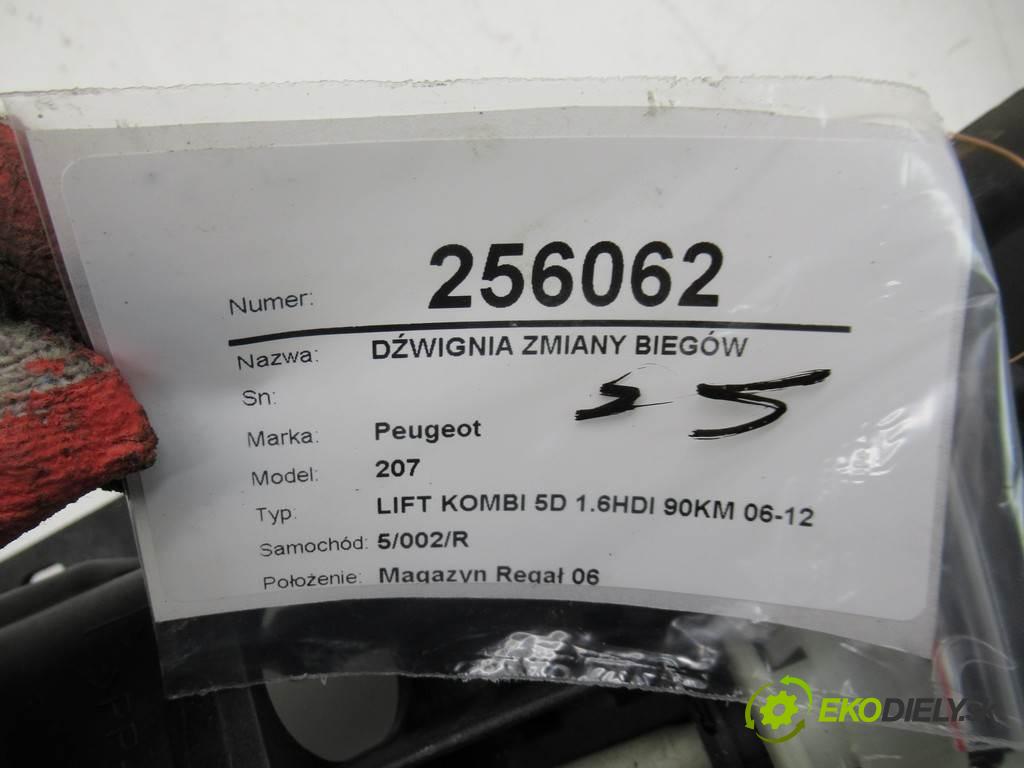 Numer: 256062
Nazwa: DŹWIGNIA ZMIANY BIEGÓW
Sn:
Marka: Peugeot
Model: 207
Typ: LIFT KOMBI 5D 1.6HDI 90KM 06-12
Samochód: 5/002/R
Położenie: Magazyn Regał 06
EKODIELY.SK